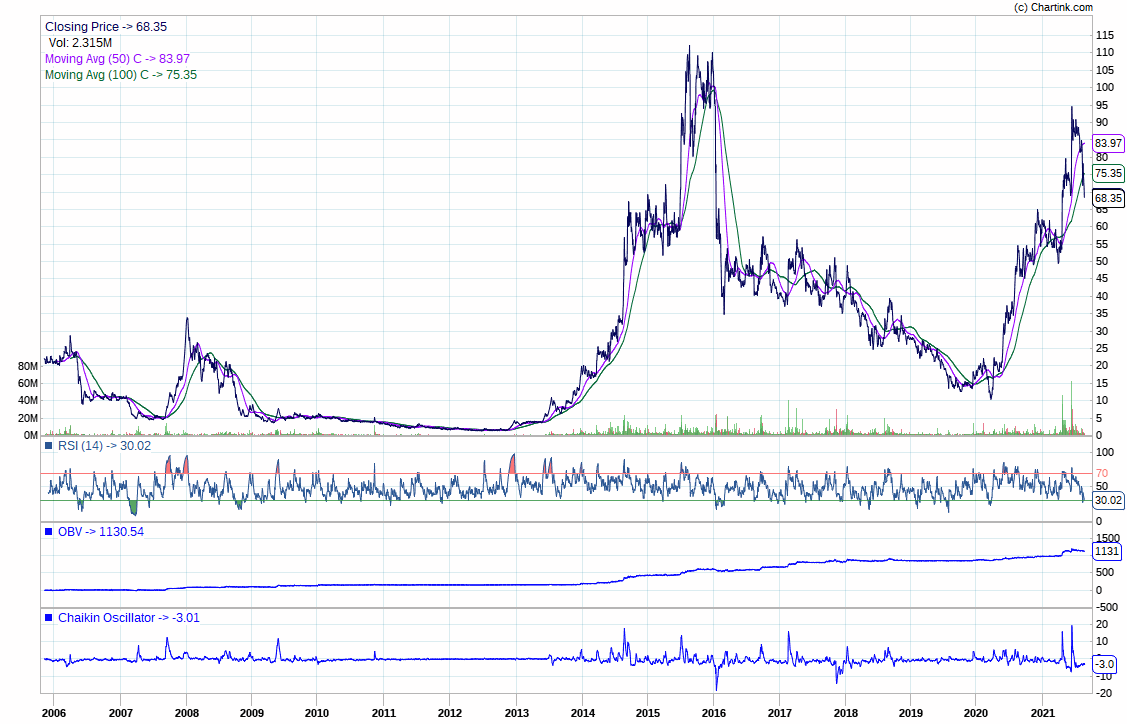 (c) Chartink.com
Closing Price -> 68.35
Vol: 2.315M
Moving Avg (50) C -> 83.97
Moving Avg (100) C -> 75.35
115
110
105
100
95
90
83.97
80
75.35
68.35
65
60
55
50
45
40
35
30
25
20
15
10
5
0
80M
60M
40M
20M
0M
RSI (14) -> 30.02
100
70
50
30.02
0
OBV -> 1130.54
1500
1131
500
0
-500
Chaikin Oscillator -> -3.01
20
10
-3.0
-10
-20
2006 2007 2008 2009 2010 2011 2012 2013 2014 2015 2016 2017 2018 2019 2020 2021